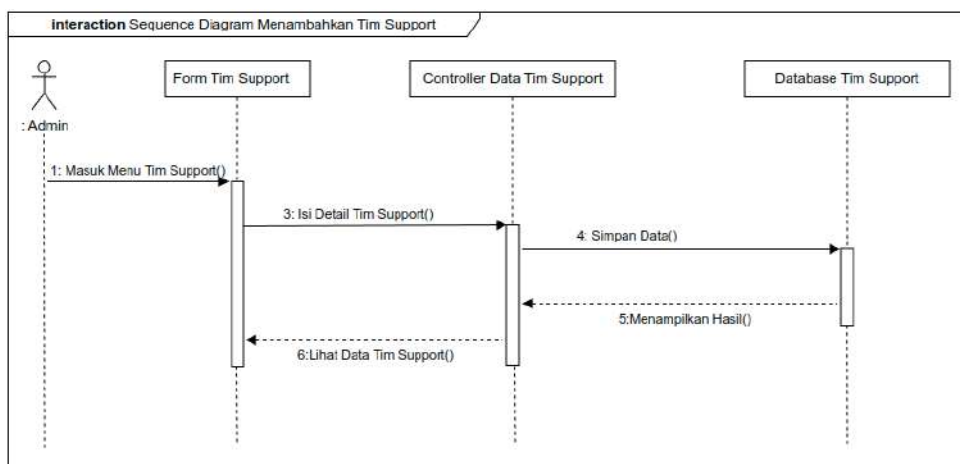 interaction Sequence Diagram Menambahkan Tim Support
Form Tim Support
Controller Data Tim Support
Database Tim Support
: Admin
1: Masuk Menu Tim Support()
3: Isi Detail Tim Support()
4: Simpan Data()
5:Menampilkan Hasil()
6:Lihat Data Tim Support()